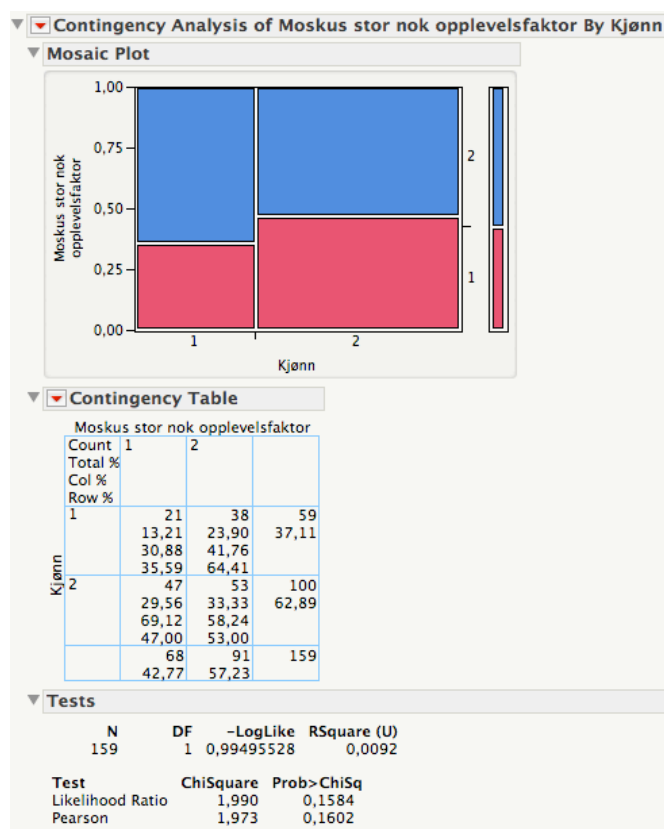 Contingency Analysis of Moskus stor nok opplevelsfaktor By Kjønn
Mosaic Plot
1,00
0,75
0,50
0,25
0,00
Moskus stor nok
opplevelsfaktor
2
1
1 2
Kjønn
Contingency Table
Moskus stor nok opplevelsfaktor
Count 1 2
Total %
Col %
Row %
Kjønn
1 21 38 59
13,21 23,90 37,11
30,88 41,76
35,59 64,41
2 47 53 100
29,56 33,33 62,89
69,12 58,24
47,00 53,00
68 91 159
42,77 57,23
Tests
N DF -LogLike RSquare (U)
159 1 0,99495528 0,0092
Test ChiSquare Prob>ChiSq
Likelihood Ratio 1,990 0,1584
Pearson 1,973 0,1602